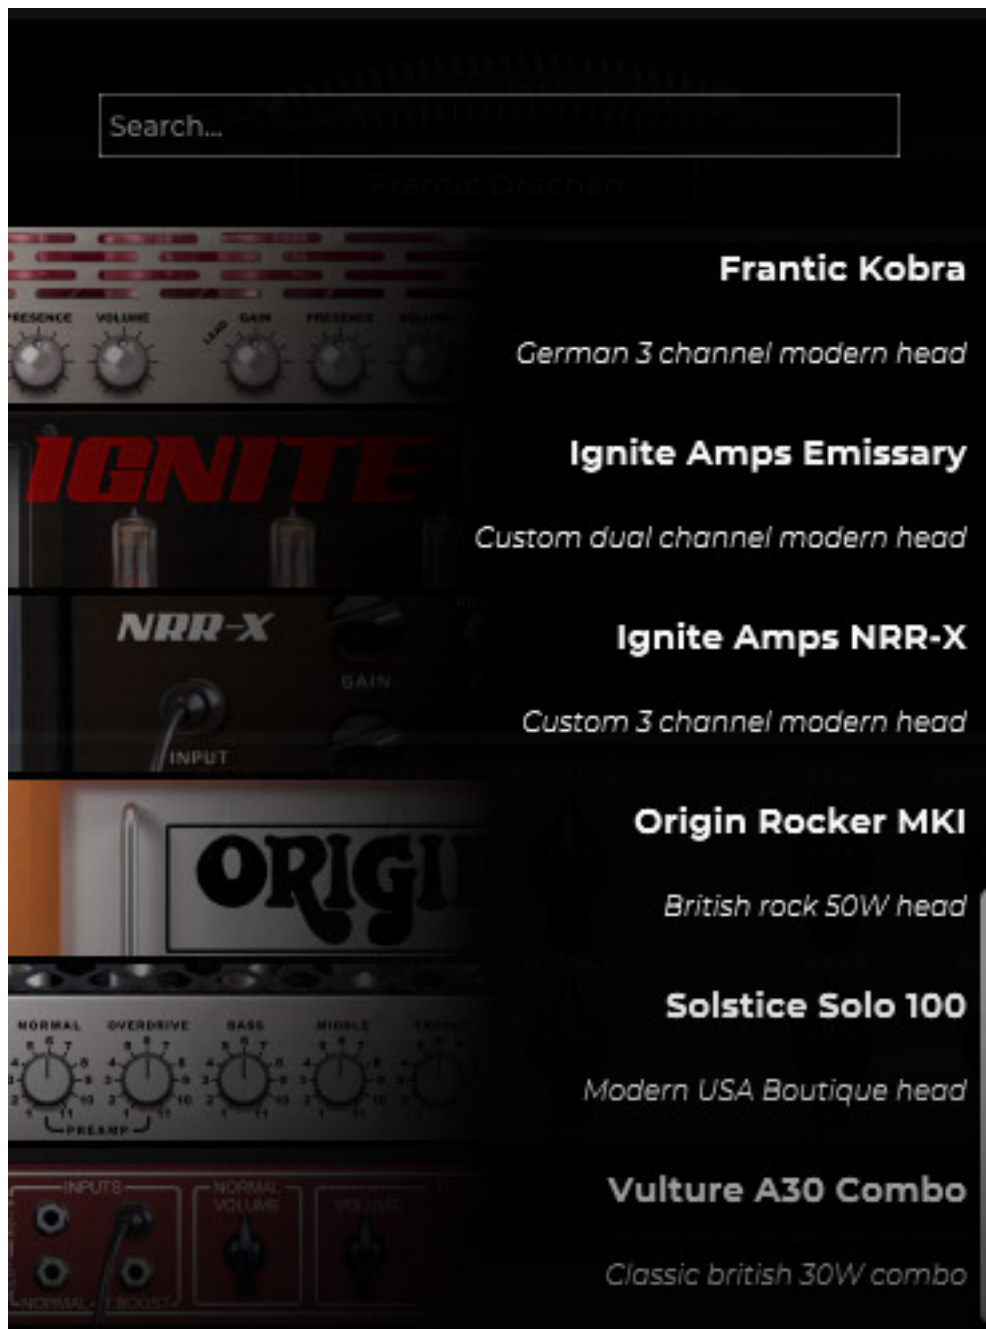 Search...
Frantic Drachen
Frantic Kobra
PRESENCE VOLUME LEAD GAIN PRESENCE VOLUME
German 3 channel modern head
IGNITE
Ignite Amps Emissary
Custom dual channel modern head
NRR-X
Ignite Amps NRR-X
GAIN
Custom 3 channel modern head
INPUT
Origin Rocker MKI
ORIGI
British rock 50W head
Solstice Solo 100
NORMAL OVERDRIVE BASS MIDDLE
Modern USA Boutique head
PREAMP
Vulture A30 Combo
INPUTS NORMAL VOLUME VOLUME
Classic british 30W combo
NORMAL BOOST